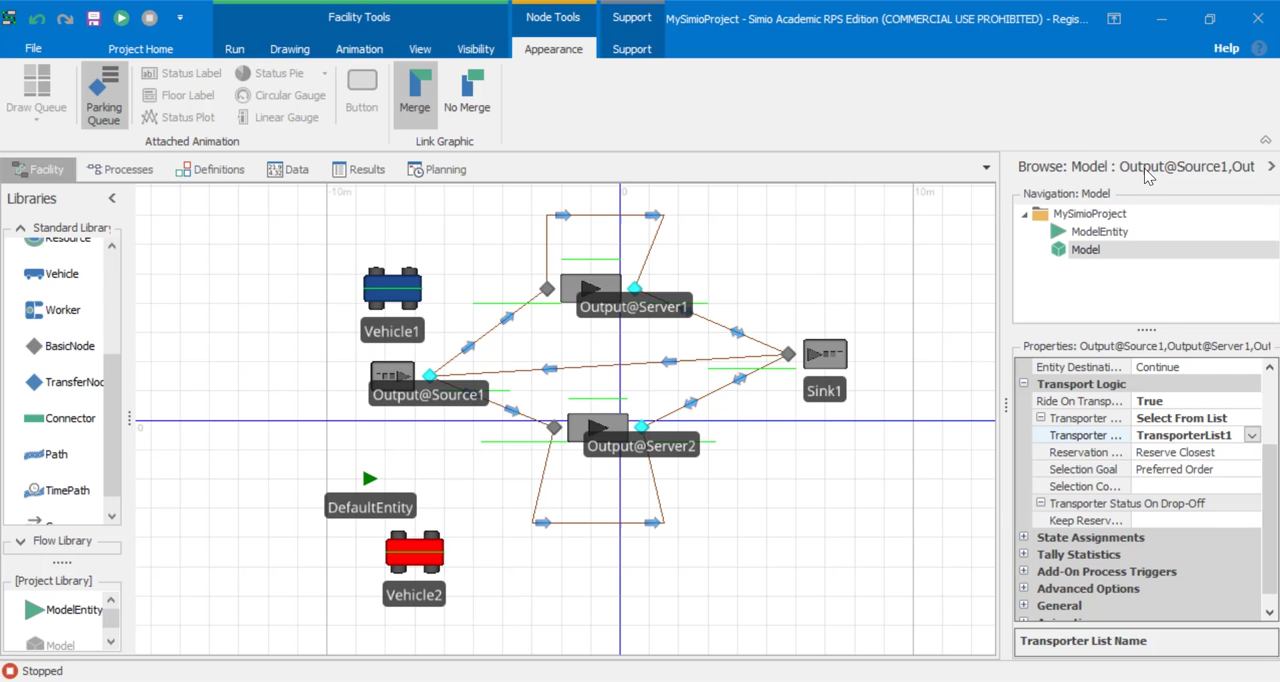 Facility Tools
Node Tools
Support
MySimioProject - Simio Academic RPS Edition (COMMERCIAL USE PROHIBITED) - Regis...
File
Project Home
Run
Drawing
Animation
View
Visibility
Appearance
Support
Help
Draw Queue
Parking Queue
Status Label
Floor Label
Status Plot
Status Pie
Circular Gauge
Linear Gauge
Button
Merge
No Merge
Attached Animation
Link Graphic
Facility
Processes
Definitions
Data
Results
Planning
Browse: Model : Output@Source1,Out
Libraries
Standard Library
Resource
Vehicle
Worker
BasicNode
TransferNod
Connector
Path
TimePath
Flow Library
[Project Library]
ModelEntity
Model
-10m
0
10m
0
Vehicle1
Output@Source1
Output@Server1
Output@Server2
Sink1
DefaultEntity
Vehicle2
Navigation: Model
MySimioProject
ModelEntity
Model
Properties: Output@Source1,Output@Server1,Out
Entity Destinati... Continue
Transport Logic
Ride On Transp... True
Transporter ... Select From List
Transporter ... TransporterList1
Reservation ... Reserve Closest
Selection Goal Preferred Order
Selection Co...
Transporter Status On Drop-Off
Keep Reserv...
State Assignments
Tally Statistics
Add-On Process Triggers
Advanced Options
General
Transporter List Name
Stopped